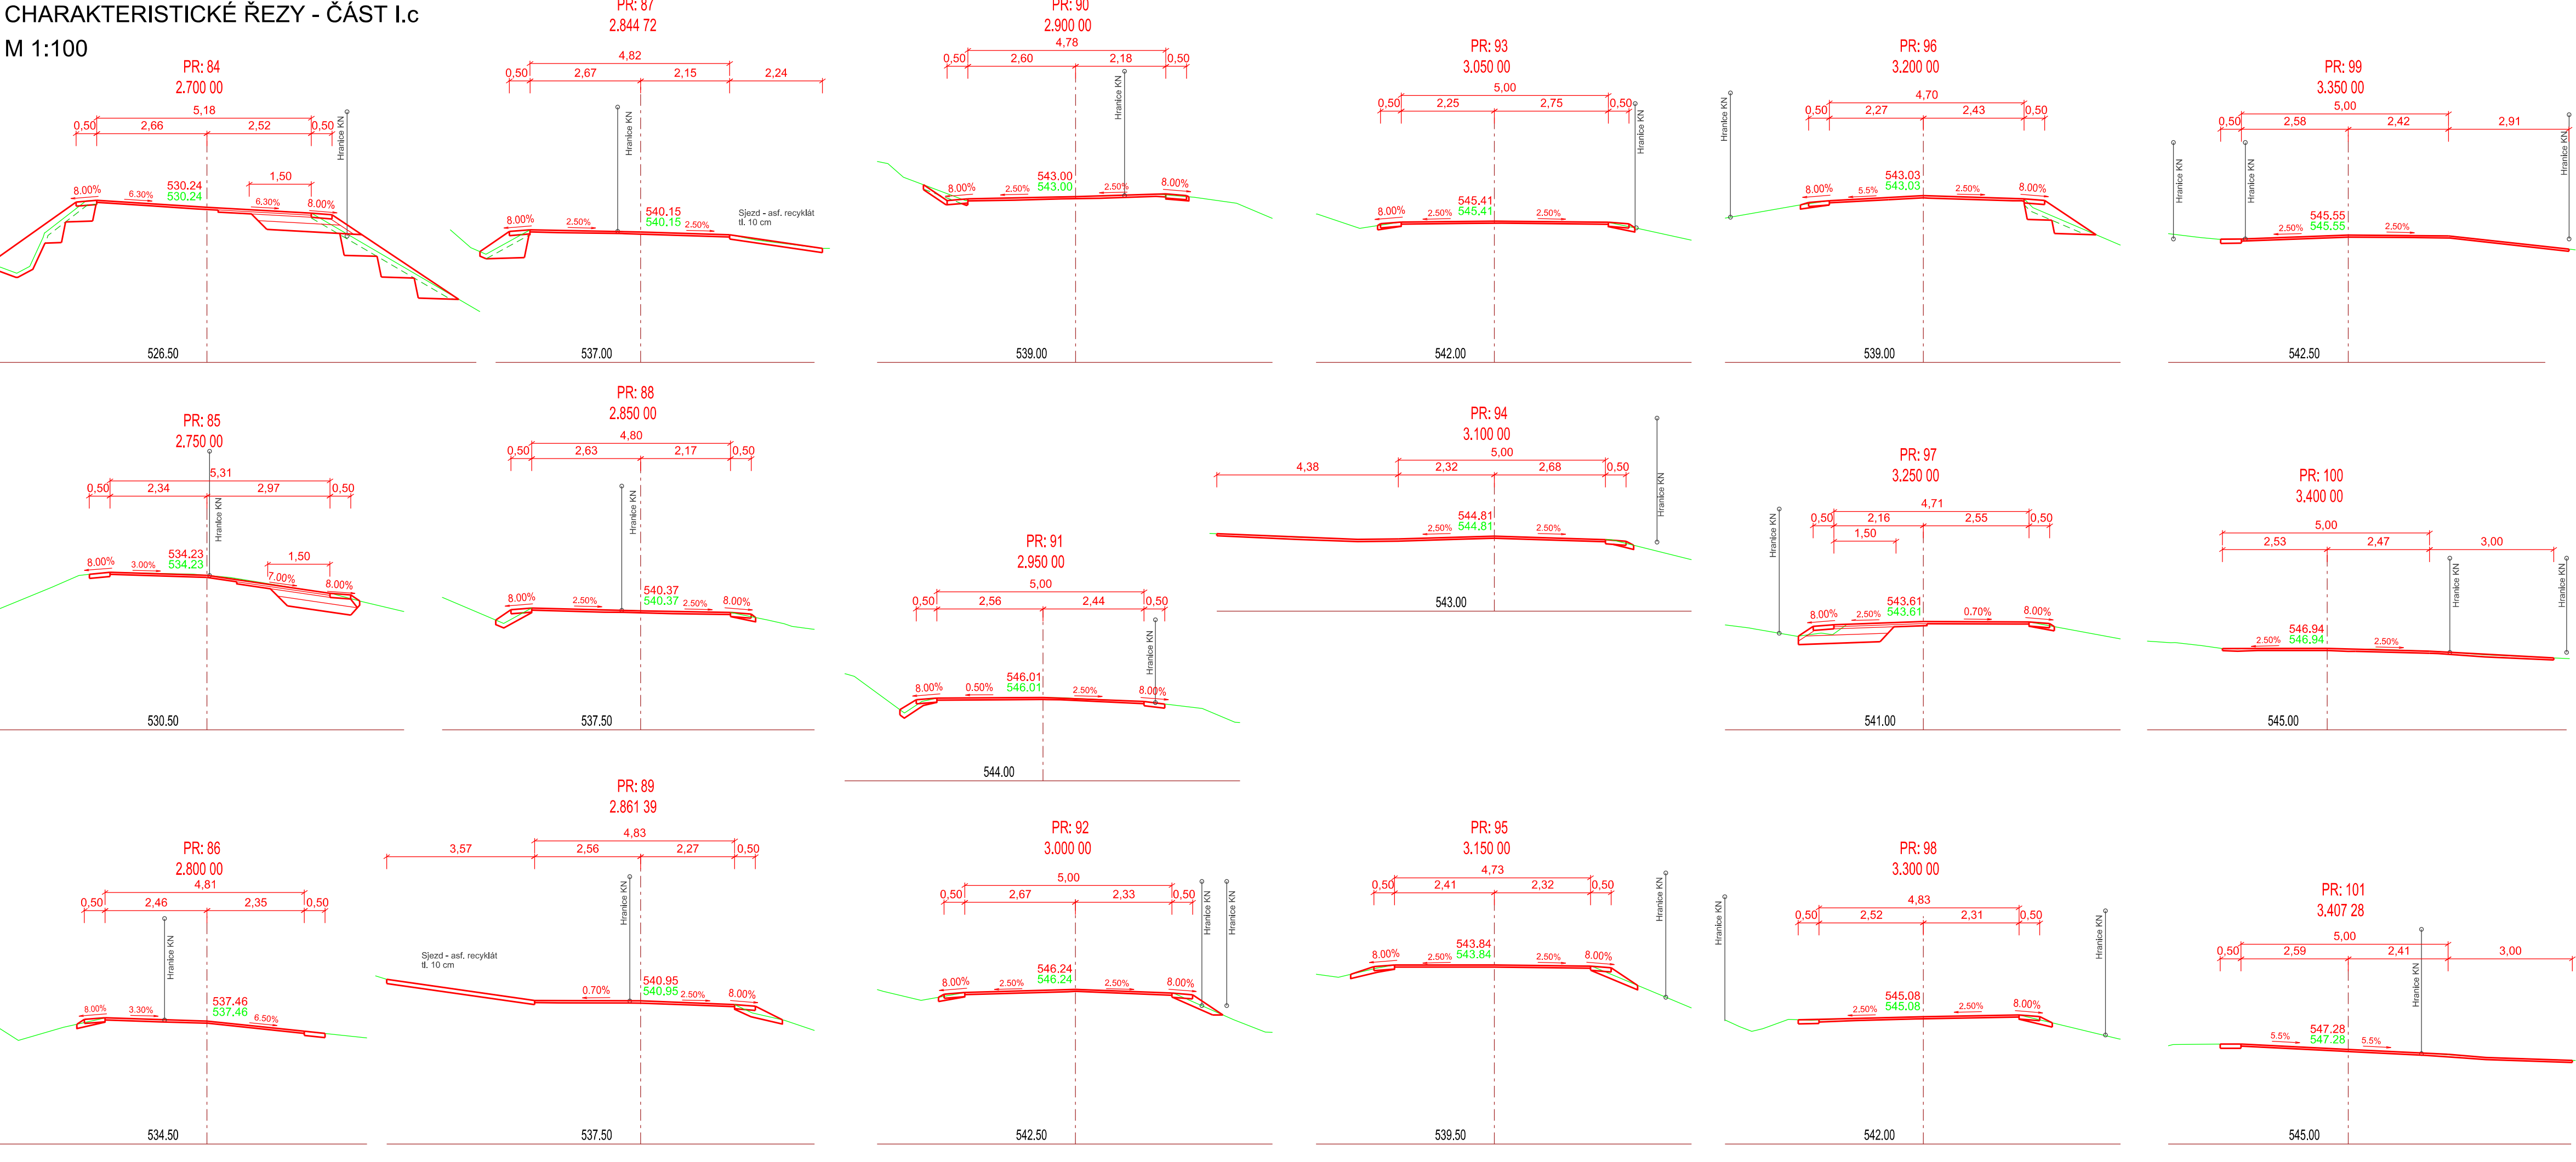 CHARAKTERISTICKÉ ŘEZY - ČÁST I.c
M 1:100
PR: 84
2.700 00
5,18
0,50 2,66 2,52 0,50
Hranice KN
1,50
8.00% 6.30% 530.24 6.30% 8.00%
530.24
526.50
PR: 87
2.844 72
4,82
0,50 2,67 2,15 2,24
Hranice KN
8.00% 2.50% 540.15 2.50%
540.15
Sjezd - asf. recyklát
tl. 10 cm
537.00
PR: 90
2.900 00
4,78
0,50 2,60 2,18 0,50
Hranice KN
8.00% 2.50% 543.00 2.50% 8.00%
543.00
539.00
PR: 93
3.050 00
5,00
0,50 2,25 2,75 0,50
Hranice KN
8.00% 2.50% 545.41 2.50%
545.41
542.00
PR: 96
3.200 00
4,70
0,50 2,27 2,43 0,50
Hranice KN
8.00% 5.5% 543.03 2.50% 8.00%
543.03
539.00
PR: 99
3.350 00
5,00
0,50 2,58 2,42 2,91
Hranice KN
Hranice KN
Hranice KN
2.50% 545.55 2.50%
545.55
542.50
PR: 85
2.750 00
5,31
0,50 2,34 2,97 0,50
Hranice KN
1,50
8.00% 3.00% 534.23 7.00% 8.00%
534.23
530.50
PR: 88
2.850 00
4,80
0,50 2,63 2,17 0,50
Hranice KN
8.00% 2.50% 540.37 2.50% 8.00%
540.37
537.50
PR: 91
2.950 00
5,00
0,50 2,56 2,44 0,50
Hranice KN
8.00% 0.50% 546.01 2.50% 8.00%
546.01
544.00
PR: 94
3.100 00
5,00
4,38 2,32 2,68 0,50
Hranice KN
2.50% 544.81 2.50%
544.81
543.00
PR: 97
3.250 00
4,71
0,50 2,16 2,55 0,50
1,50
Hranice KN
8.00% 2.50% 543.61 0.70% 8.00%
543.61
541.00
PR: 100
3.400 00
5,00
2,53 2,47 3,00
Hranice KN
Hranice KN
2.50% 546.94 2.50%
546.94
545.00
PR: 86
2.800 00
4,81
0,50 2,46 2,35 0,50
Hranice KN
8.00% 3.30% 537.46 6.50%
537.46
534.50
PR: 89
2.861 39
4,83
3,57 2,56 2,27 0,50
Hranice KN
Sjezd - asf. recyklát
tl. 10 cm
0.70% 540.95 2.50% 8.00%
540.95
537.50
PR: 92
3.000 00
5,00
0,50 2,67 2,33 0,50
Hranice KN
Hranice KN
8.00% 2.50% 546.24 2.50% 8.00%
546.24
542.50
PR: 95
3.150 00
4,73
0,50 2,41 2,32 0,50
Hranice KN
8.00% 2.50% 543.84 2.50% 8.00%
543.84
539.50
PR: 98
3.300 00
4,83
0,50 2,52 2,31 0,50
Hranice KN
Hranice KN
2.50% 545.08 2.50% 8.00%
545.08
542.00
PR: 101
3.407 28
5,00
0,50 2,59 2,41 3,00
Hranice KN
5.5% 547.28 5.5%
547.28
545.00